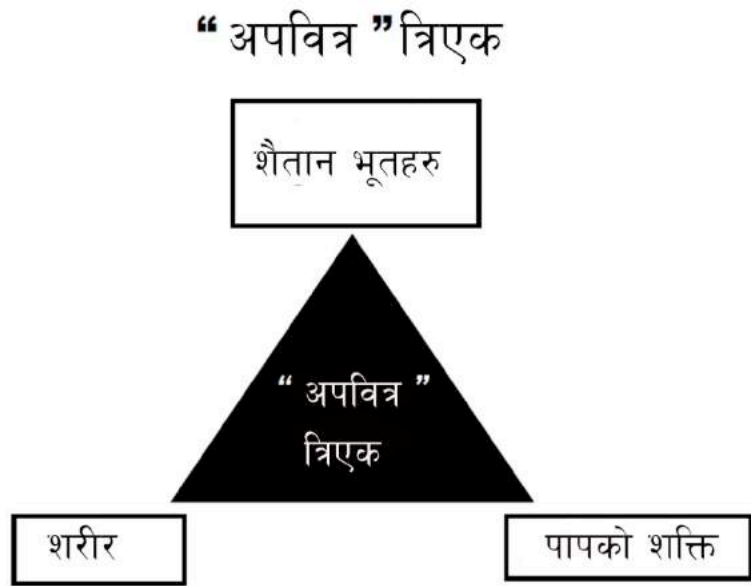 “ अपवित्र ”त्रिएक
शैतान भूतहरु
“ अपवित्र ”
त्रिएक
शरीर
पापको शक्ति